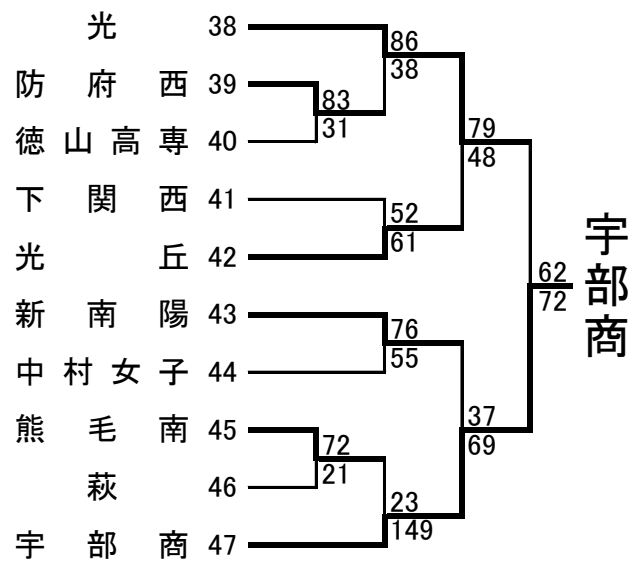 光 38
防府西 39
徳山高専 40
下関西 41
光丘 42
新南陽 43
中村女子 44
熊毛南 45
萩 46
宇部商 47
83
31
72
21
86
38
52
61
76
55
23
149
79
48
37
69
62
72
宇部商